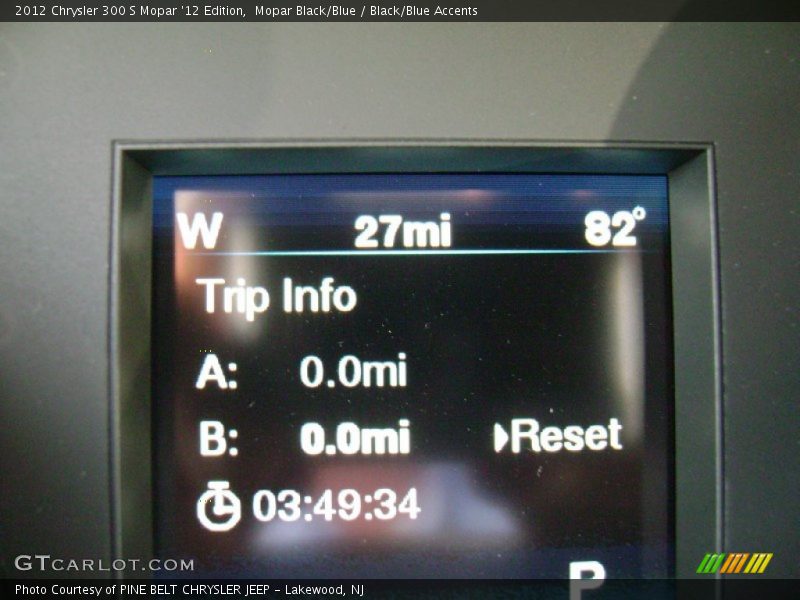 2012 Chrysler 300 S Mopar '12 Edition,  Mopar Black/Blue / Black/Blue Accents
W 27mi 82°
Trip Info
A: 0.0mi
B: 0.0mi ▶Reset
03:49:34
P
GTCARLOT.COM
Photo Courtesy of PINE BELT CHRYSLER JEEP - Lakewood, NJ